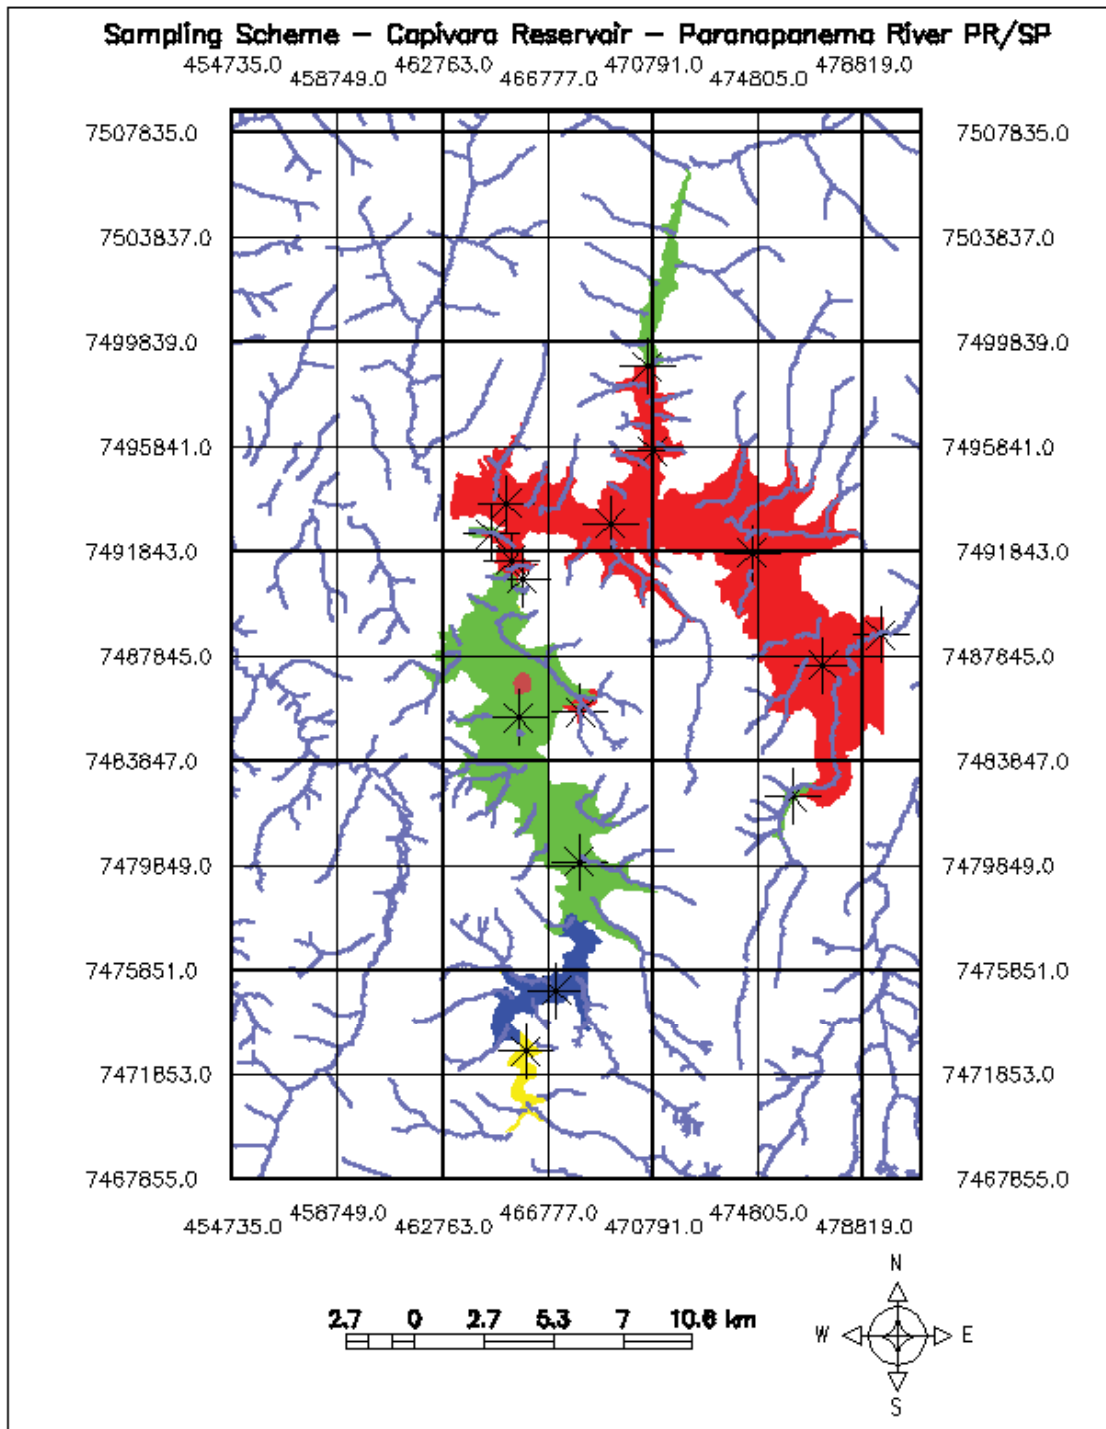 Sampling Scheme – Capivara Reservoir – Paranapanema River PR/SP
454735.0 462763.0 470791.0 478819.0
458749.0 466777.0 474805.0
7507835.0 7507835.0
7503837.0 7503837.0
7499839.0 7499839.0
7495841.0 7495841.0
7491843.0 7491843.0
7487845.0 7487845.0
7483847.0 7483847.0
7479849.0 7479849.0
7475851.0 7475851.0
7471853.0 7471853.0
7467855.0 7467855.0
458749.0 466777.0 474805.0
454735.0 462763.0 470791.0 478819.0
N
2.7 0 2.7 5.3 7 10.6 km
W E
S